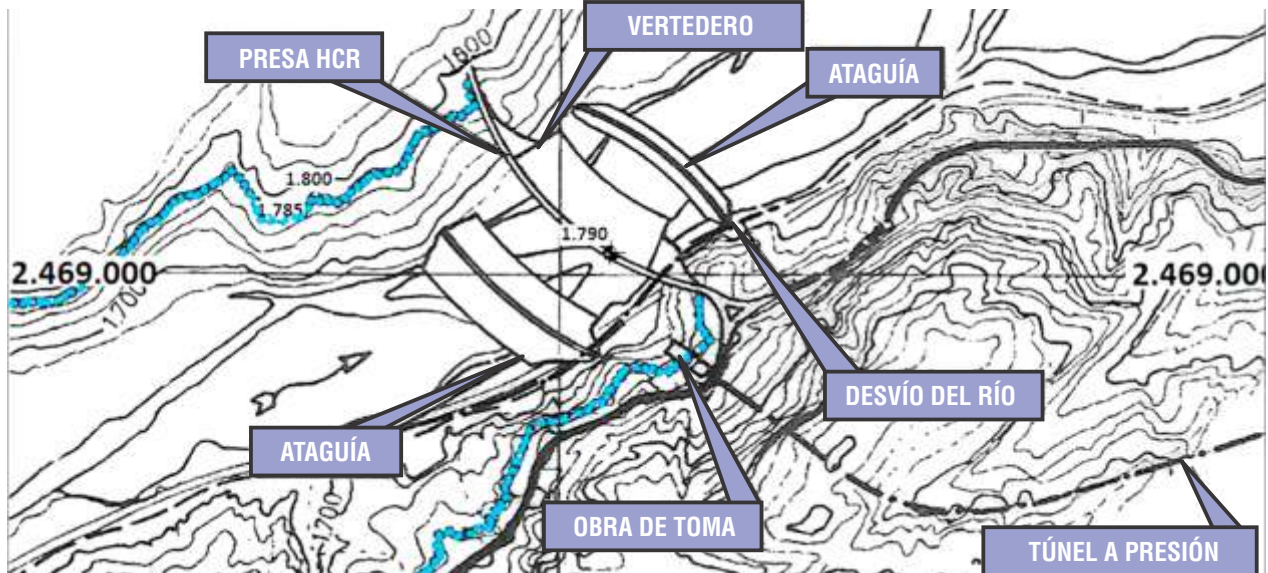 VERTEDERO
PRESA HCR
1800
ATAGUÍA
1.800
1.785
1.790
2.469.000
2.469.00
1700
DESVÍO DEL RÍO
ATAGUÍA
1700
OBRA DE TOMA
TÚNEL A PRESIÓN